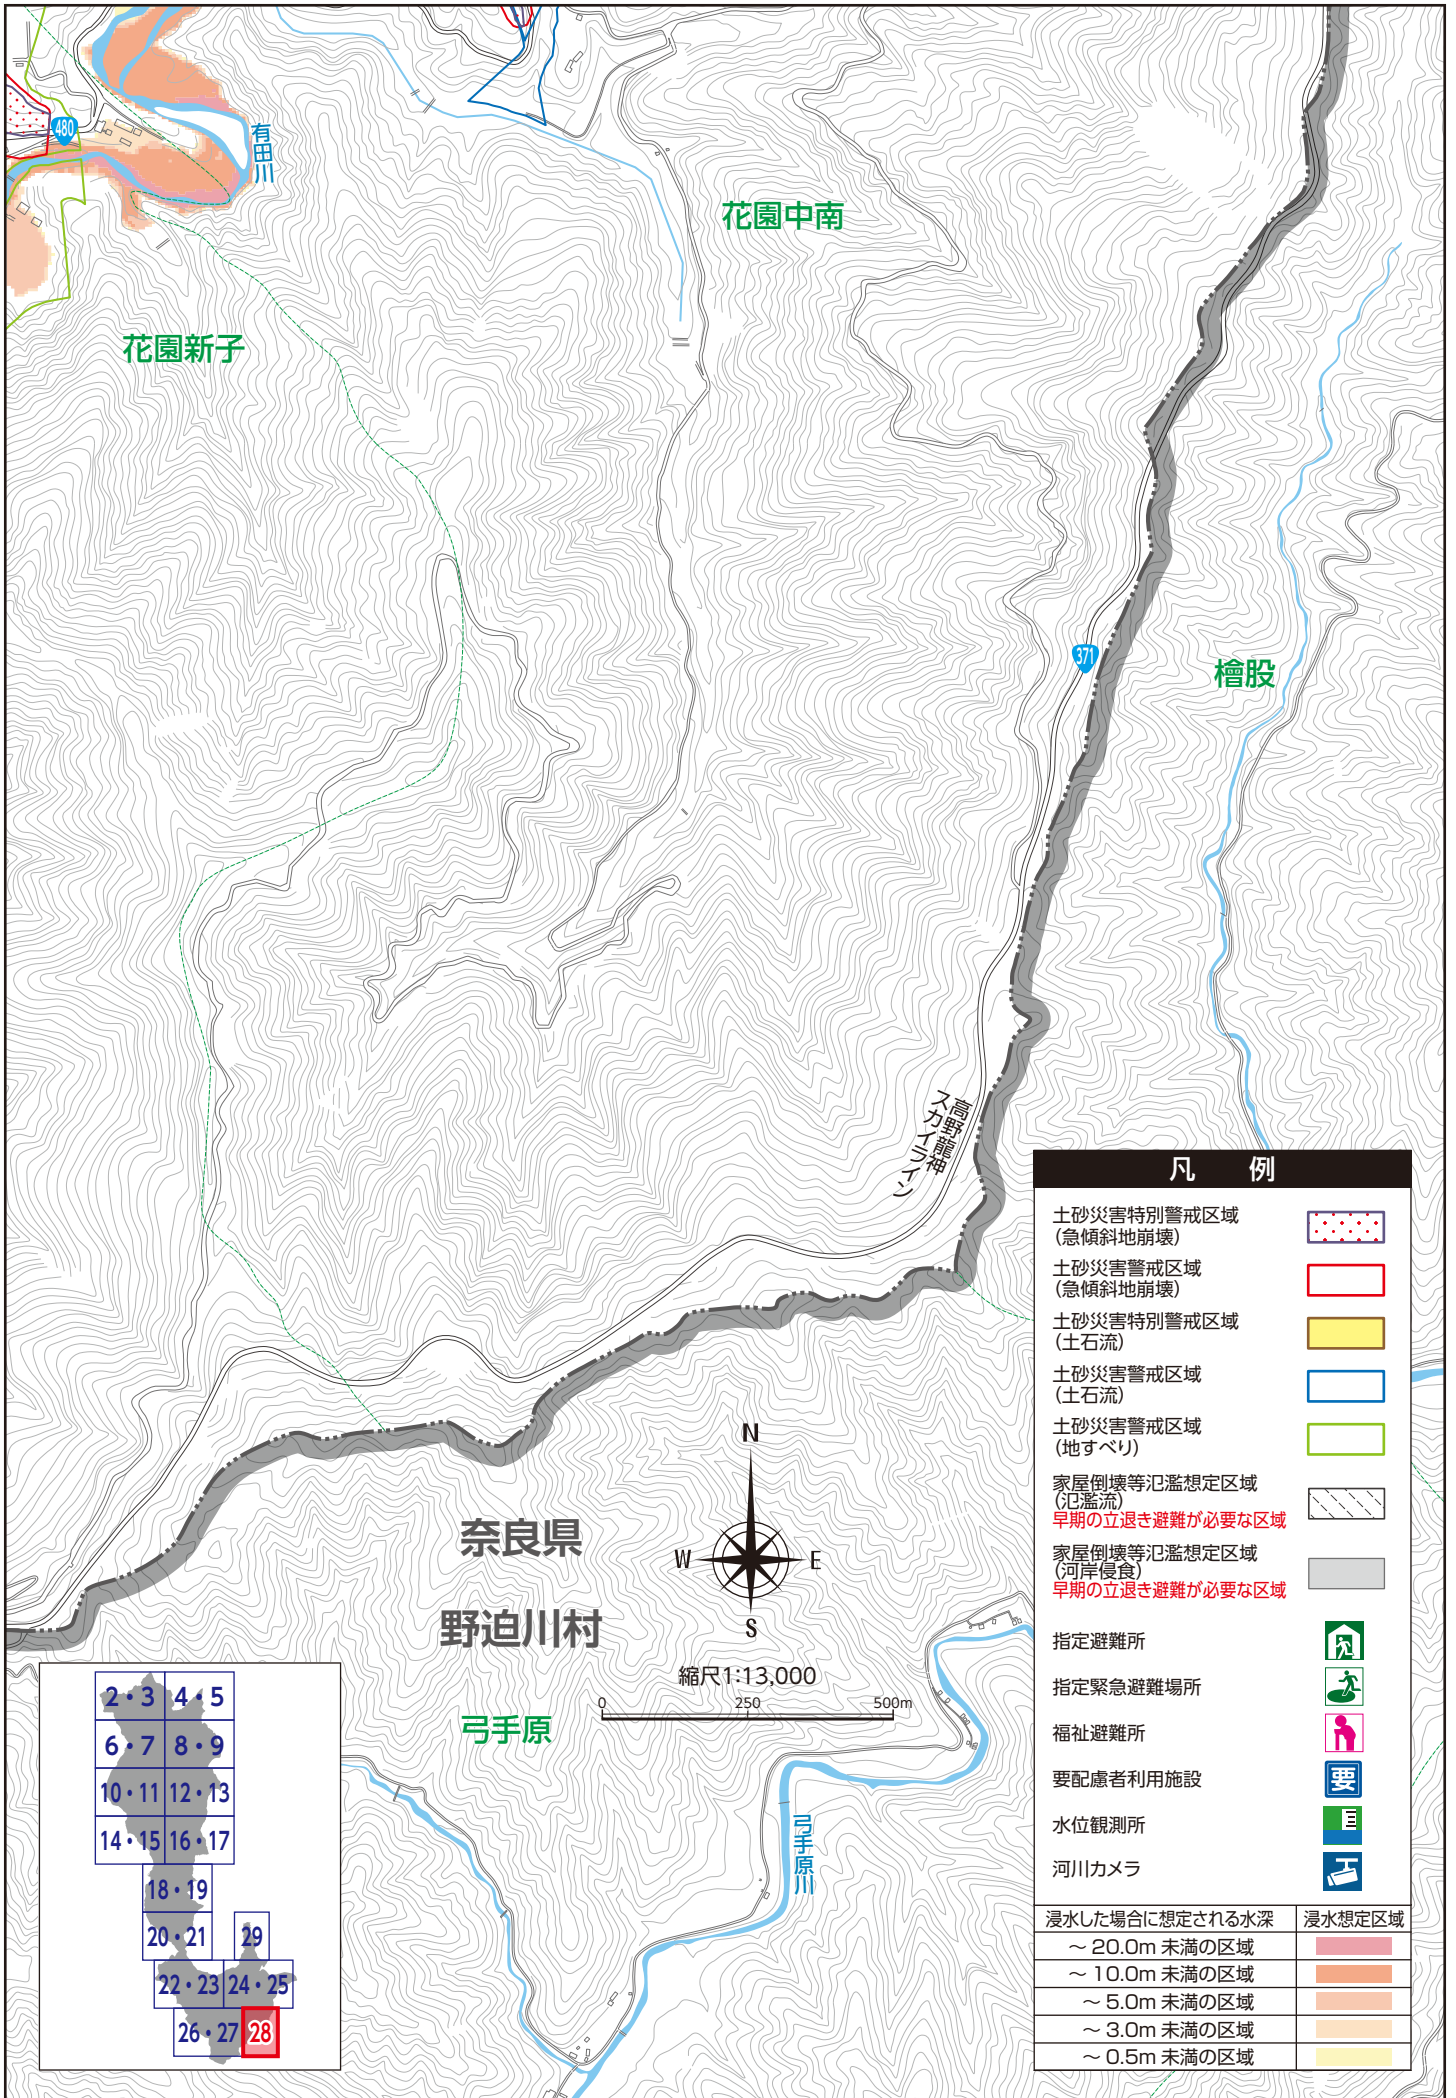 480
有田川
花園中南
花園新子
371
檜股
高野龍神
スカイライン
奈良県
野迫川村
弓手原
弓手原川
N
W
E
S
縮尺1:13,000
0
250
500m
2・3
4・5
6・7
8・9
10・11
12・13
14・15
16・17
18・19
20・21
29
22・23
24・25
26・27
28
凡 例
土砂災害特別警戒区域
(急傾斜地崩壊)
土砂災害警戒区域
(急傾斜地崩壊)
土砂災害特別警戒区域
(土石流)
土砂災害警戒区域
(土石流)
土砂災害警戒区域
(地すべり)
家屋倒壊等氾濫想定区域
(氾濫流)
早期の立退き避難が必要な区域
家屋倒壊等氾濫想定区域
(河岸侵食)
早期の立退き避難が必要な区域
指定避難所
指定緊急避難場所
福祉避難所
要配慮者利用施設
要
水位観測所
河川カメラ
浸水した場合に想定される水深 浸水想定区域
～ 20.0m 未満の区域
～ 10.0m 未満の区域
～ 5.0m 未満の区域
～ 3.0m 未満の区域
～ 0.5m 未満の区域